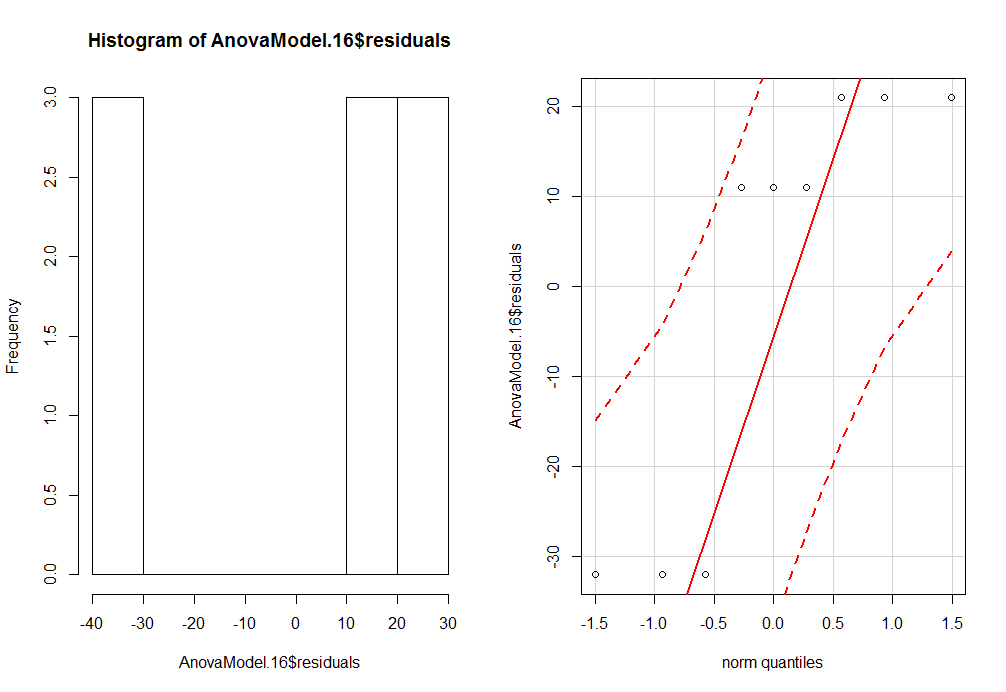 Histogram of AnovaModel.16$residuals
Frequency
0.0 0.5 1.0 1.5 2.0 2.5 3.0
-40 -30 -20 -10 0 10 20 30
AnovaModel.16$residuals
AnovaModel.16$residuals
-30 -20 -10 0 10 20
-1.5 -1.0 -0.5 0.0 0.5 1.0 1.5
norm quantiles